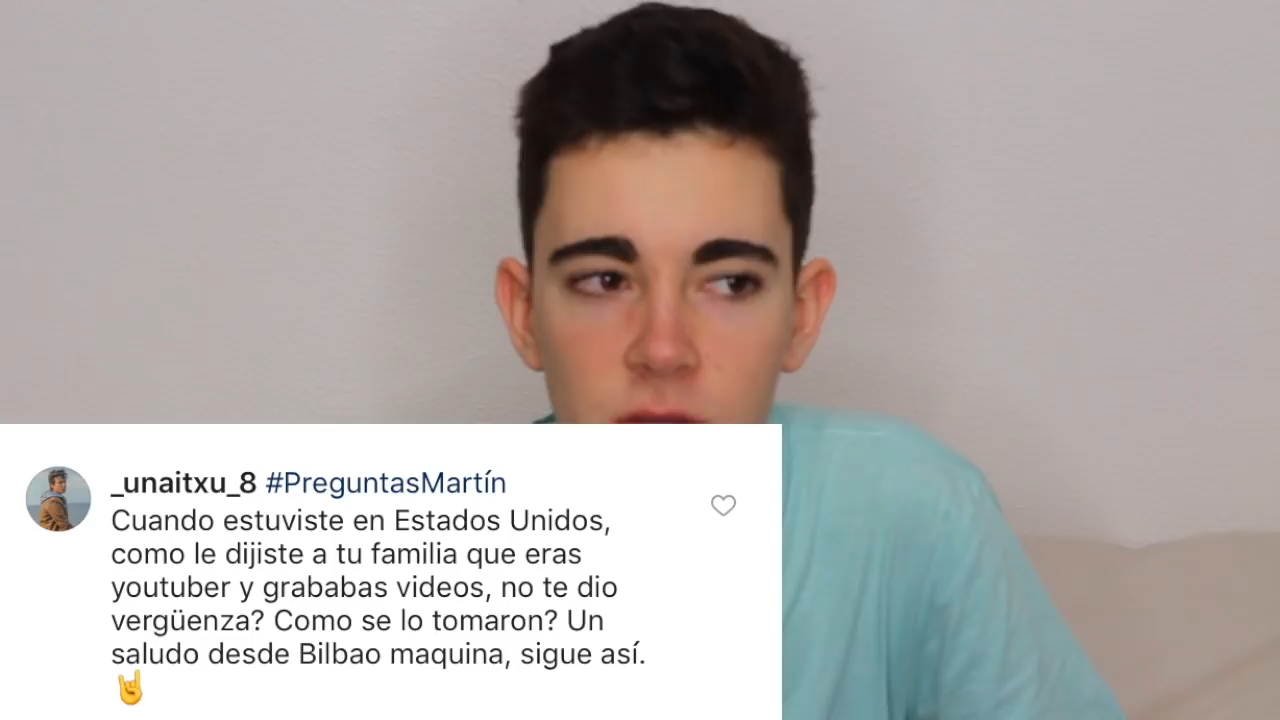 _unaitxu_8 #PreguntasMartín
Cuando estuviste en Estados Unidos,
como le dijiste a tu familia que eras
youtuber y grababas videos, no te dio
vergüenza? Como se lo tomaron? Un
saludo desde Bilbao maquina, sigue así.
🤘